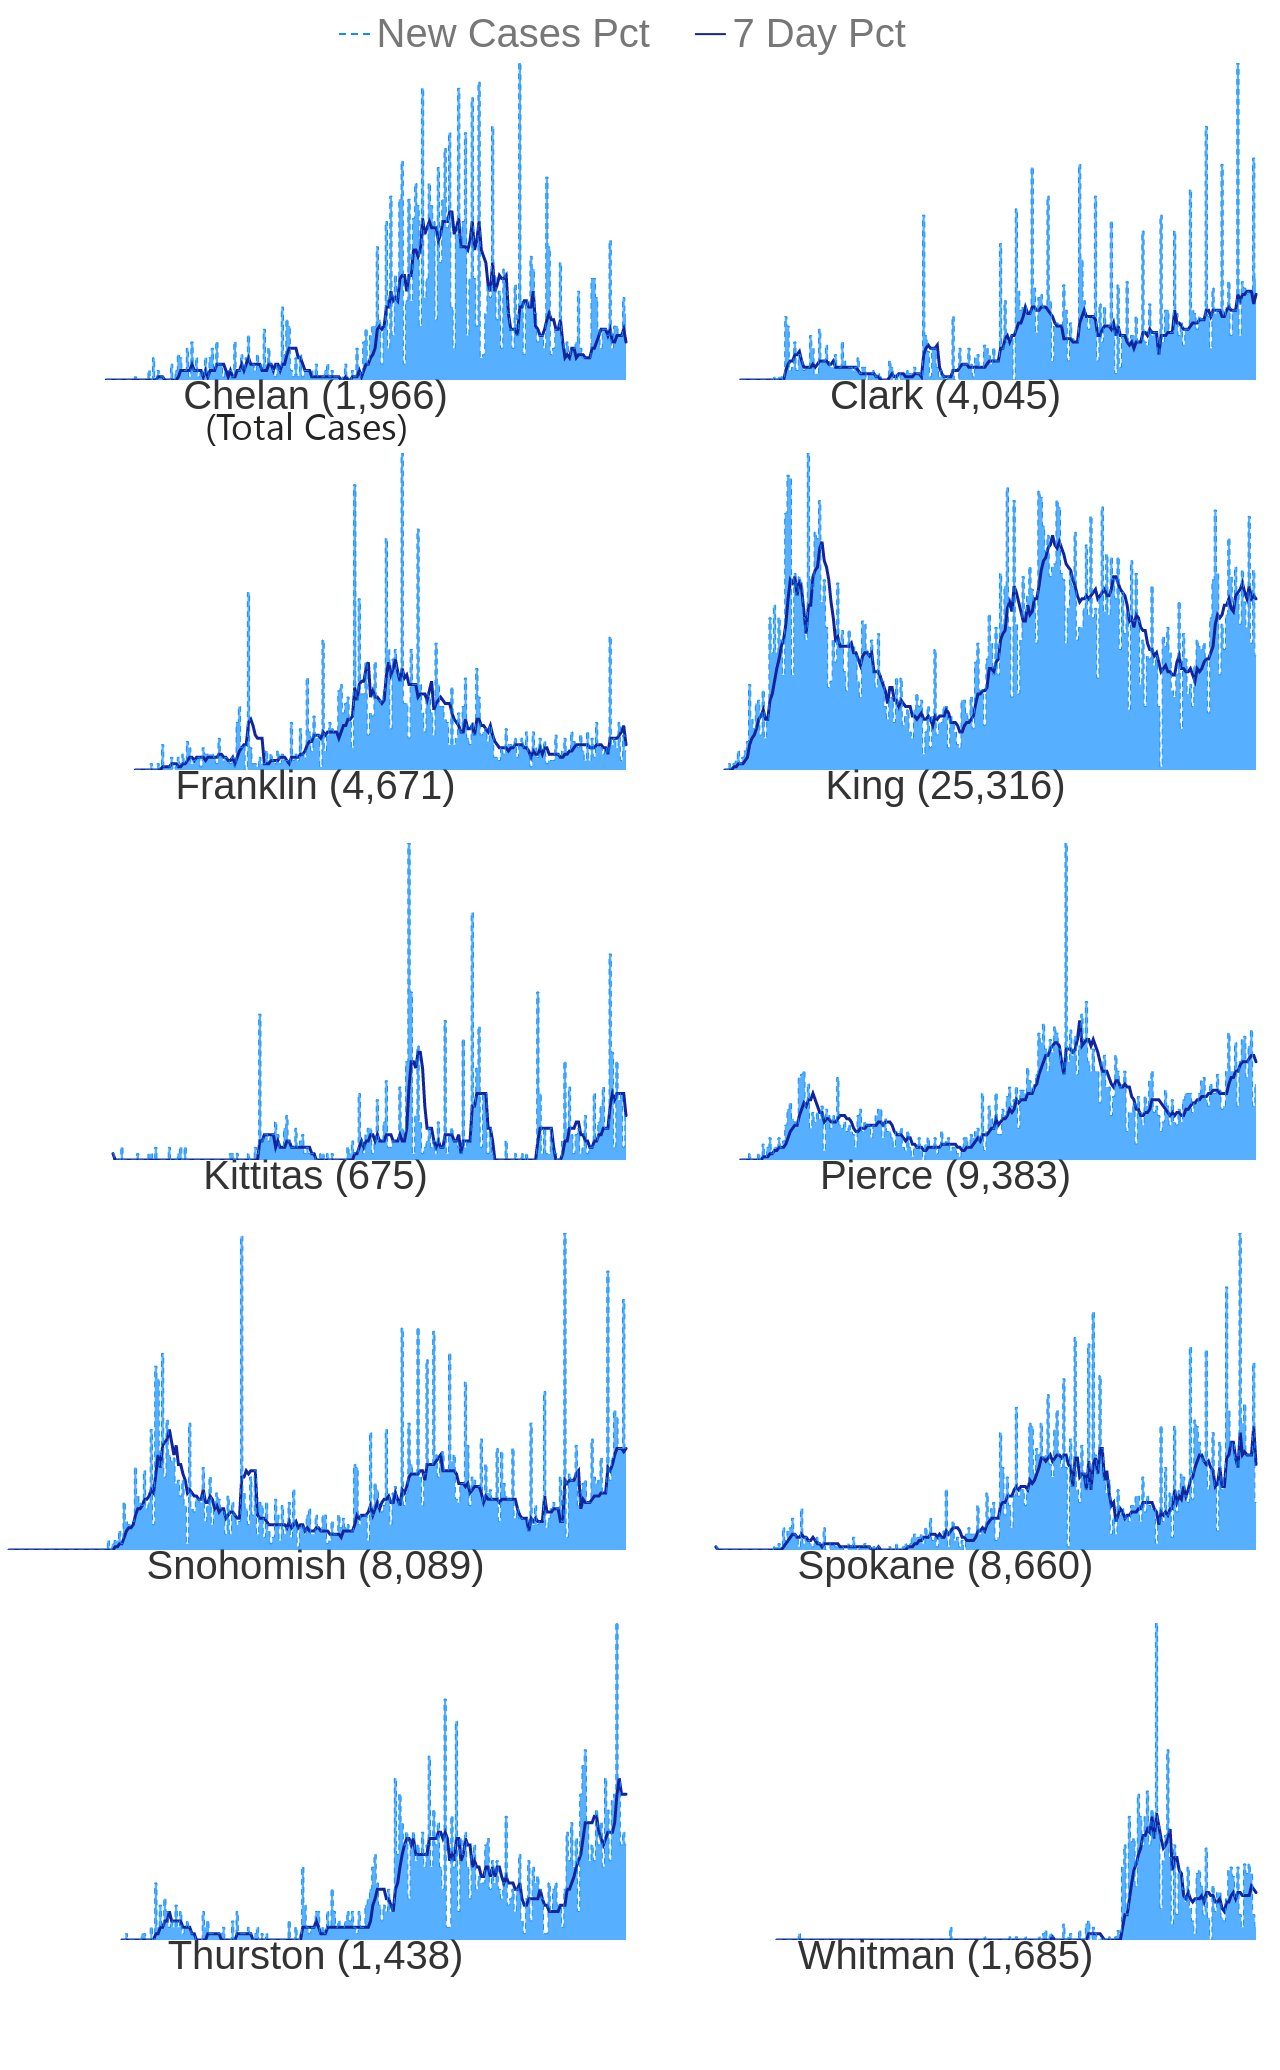 New Cases Pct 7 Day Pct
Chelan (1,966) Clark (4,045)
(Total Cases)
Franklin (4,671) King (25,316)
Kittitas (675) Pierce (9,383)
Snohomish (8,089) Spokane (8,660)
Thurston (1,438) Whitman (1,685)